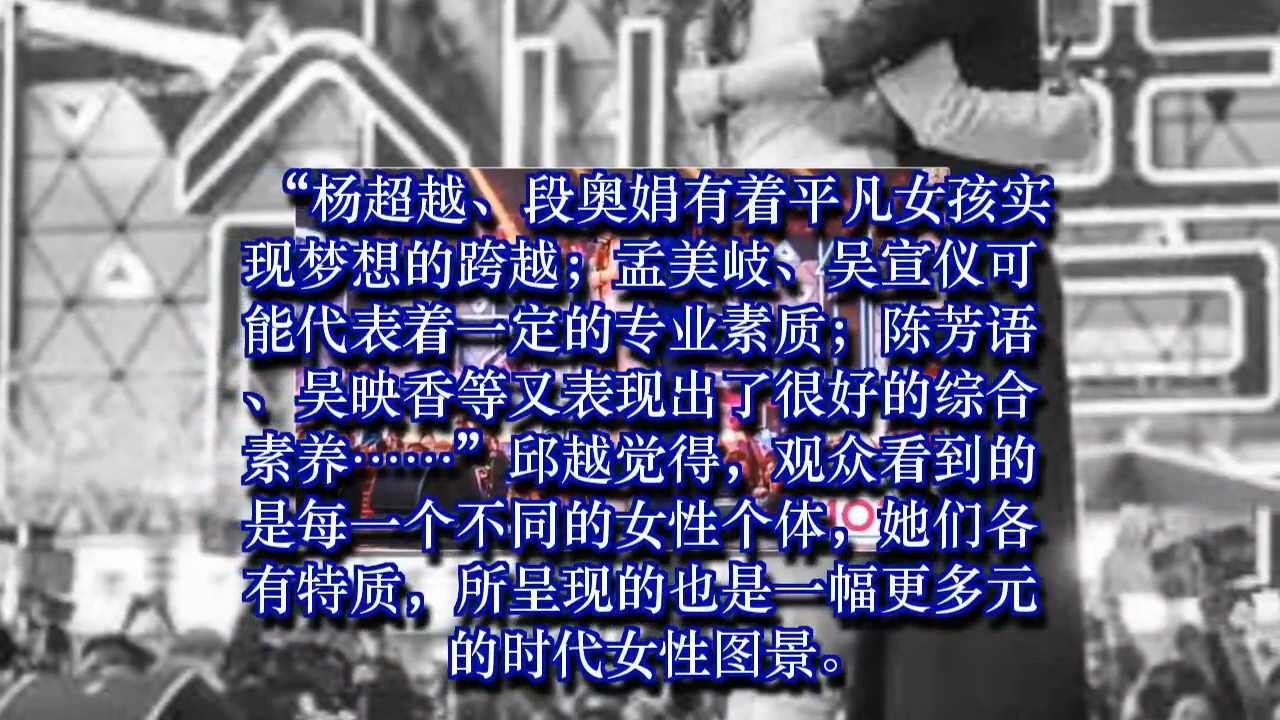 “杨超越、段奥娟有着平凡女孩实
现梦想的跨越；孟美岐、吴宣仪可
能代表着一定的专业素质；陈芳语
、吴映香等又表现出了很好的综合
素养……”邱越觉得，观众看到的
是每一个不同的女性个体，她们各
有特质，所呈现的也是一幅更多元
的时代女性图景。